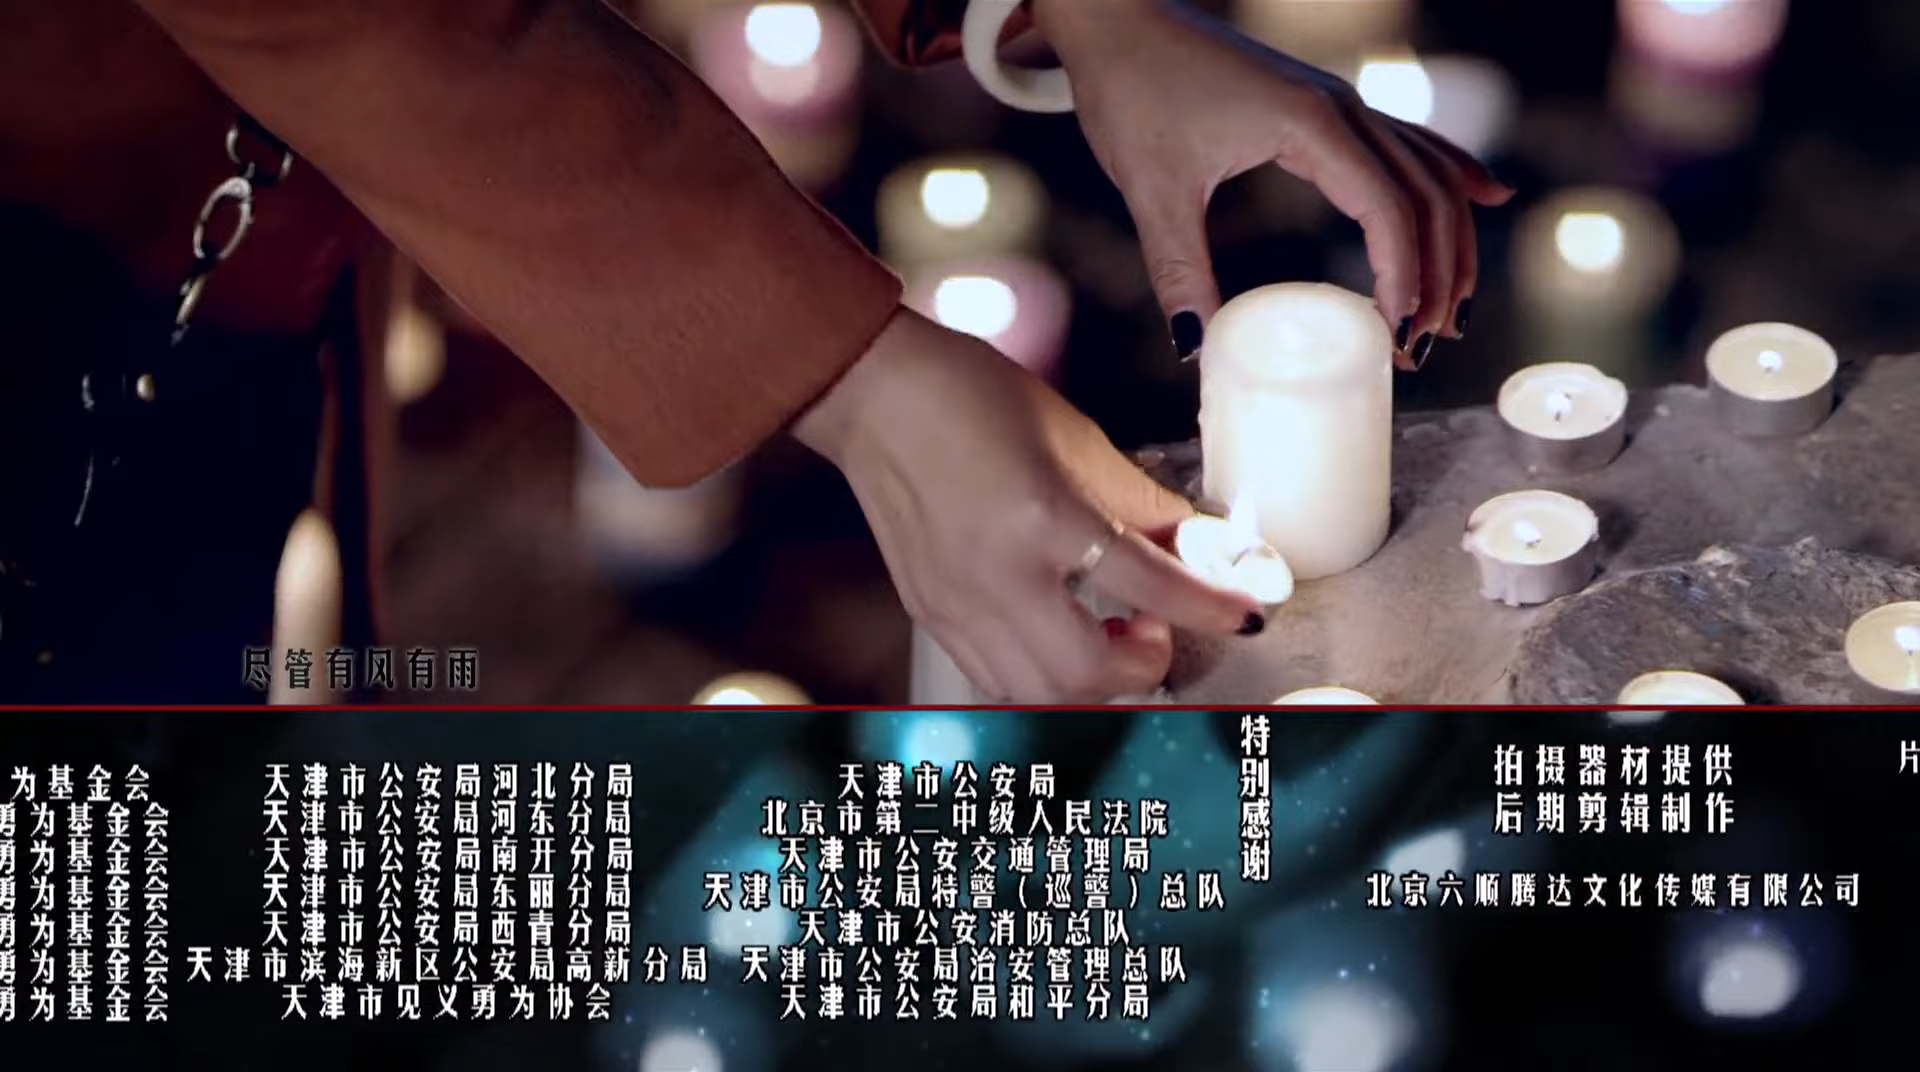 尽管有风有雨
为基金会
勇为基金会
勇为基金会
勇为基金会
勇为基金会
勇为基金会
勇为基金会
天津市公安局河北分局
天津市公安局河东分局
天津市公安局南开分局
天津市公安局东丽分局
天津市公安局西青分局
天津市滨海新区公安局高新分局
天津市见义勇为协会
天津市公安局
北京市第二中级人民法院
天津市公安交通管理局
天津市公安局特警（巡警）总队
天津市公安消防总队
天津市公安局治安管理总队
天津市公安局和平分局
特别感谢
拍摄器材提供
后期剪辑制作
北京六顺腾达文化传媒有限公司
片